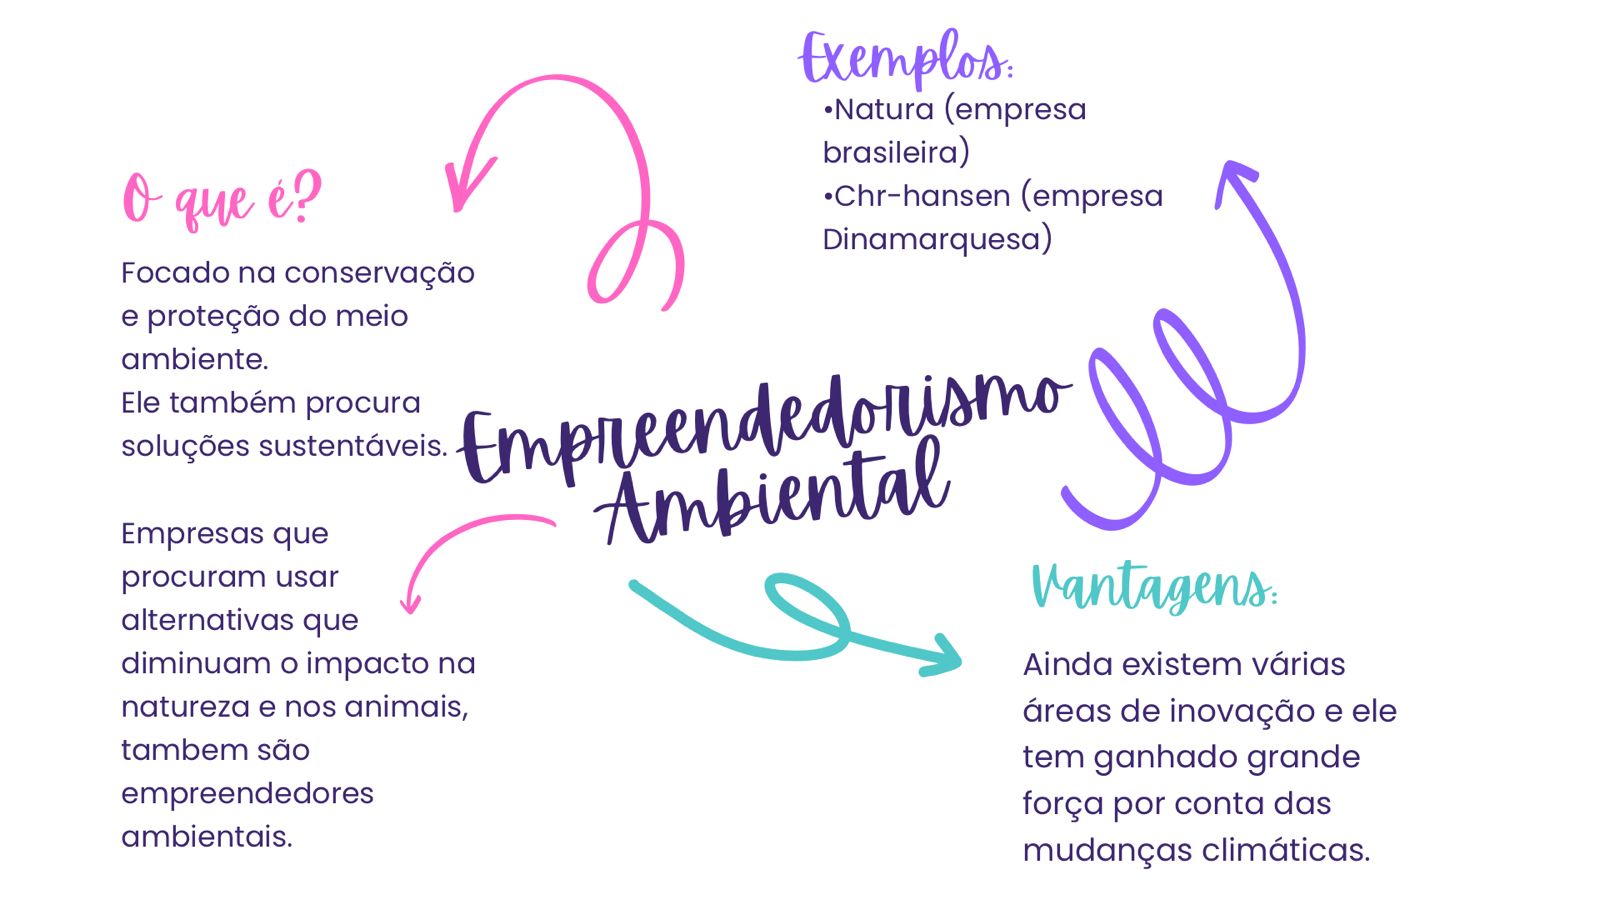 Exemplos:
•Natura (empresa
brasileira)
•Chr-hansen (empresa
Dinamarquesa)
O que é?
Focado na conservação
e proteção do meio
ambiente.
Ele também procura
soluções sustentáveis.
Empreendedorismo
Ambiental
Empresas que
procuram usar
alternativas que
diminuam o impacto na
natureza e nos animais,
tambem são
empreendedores
ambientais.
Vantagens:
Ainda existem várias
áreas de inovação e ele
tem ganhado grande
força por conta das
mudanças climáticas.